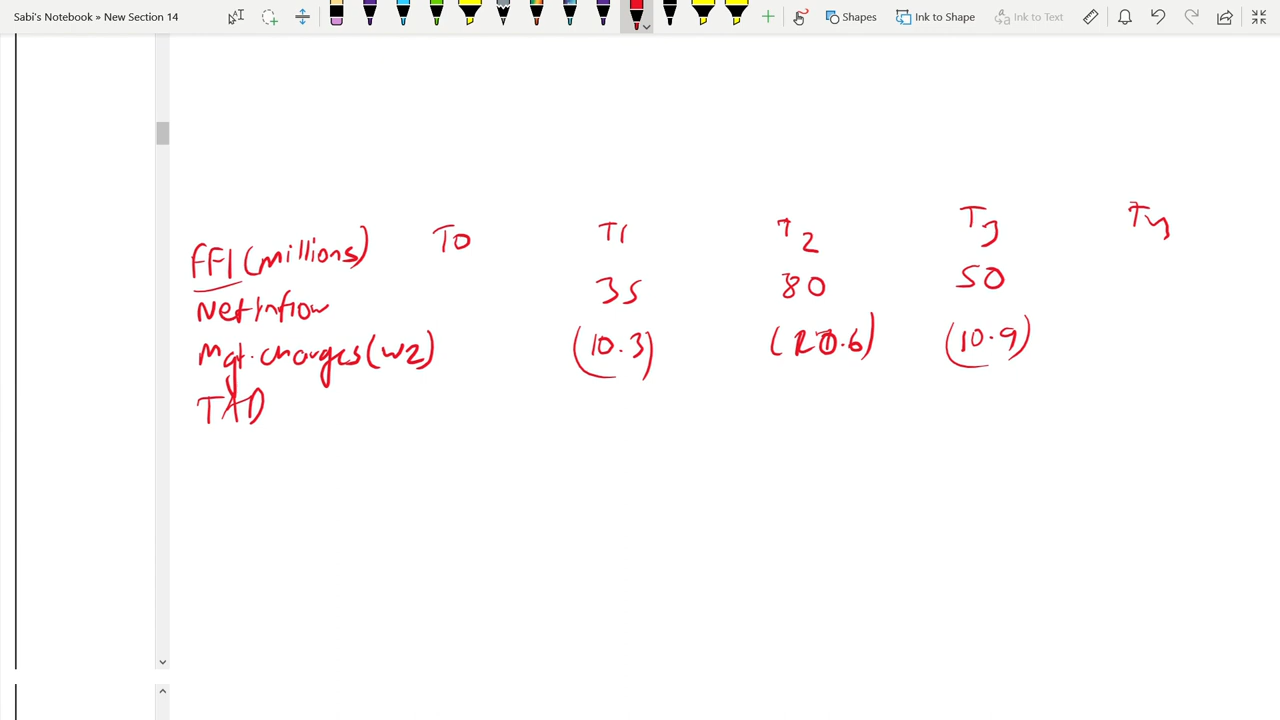 Sabi's Notebook » New Section 14
Shapes Ink to Shape Ink to Text
FFI (millions) T0 T1 T2 T3 T4
Net Inflow 35 80 50
Mgt. charges (W2) (10.3) (10.6) (10.9)
TAD